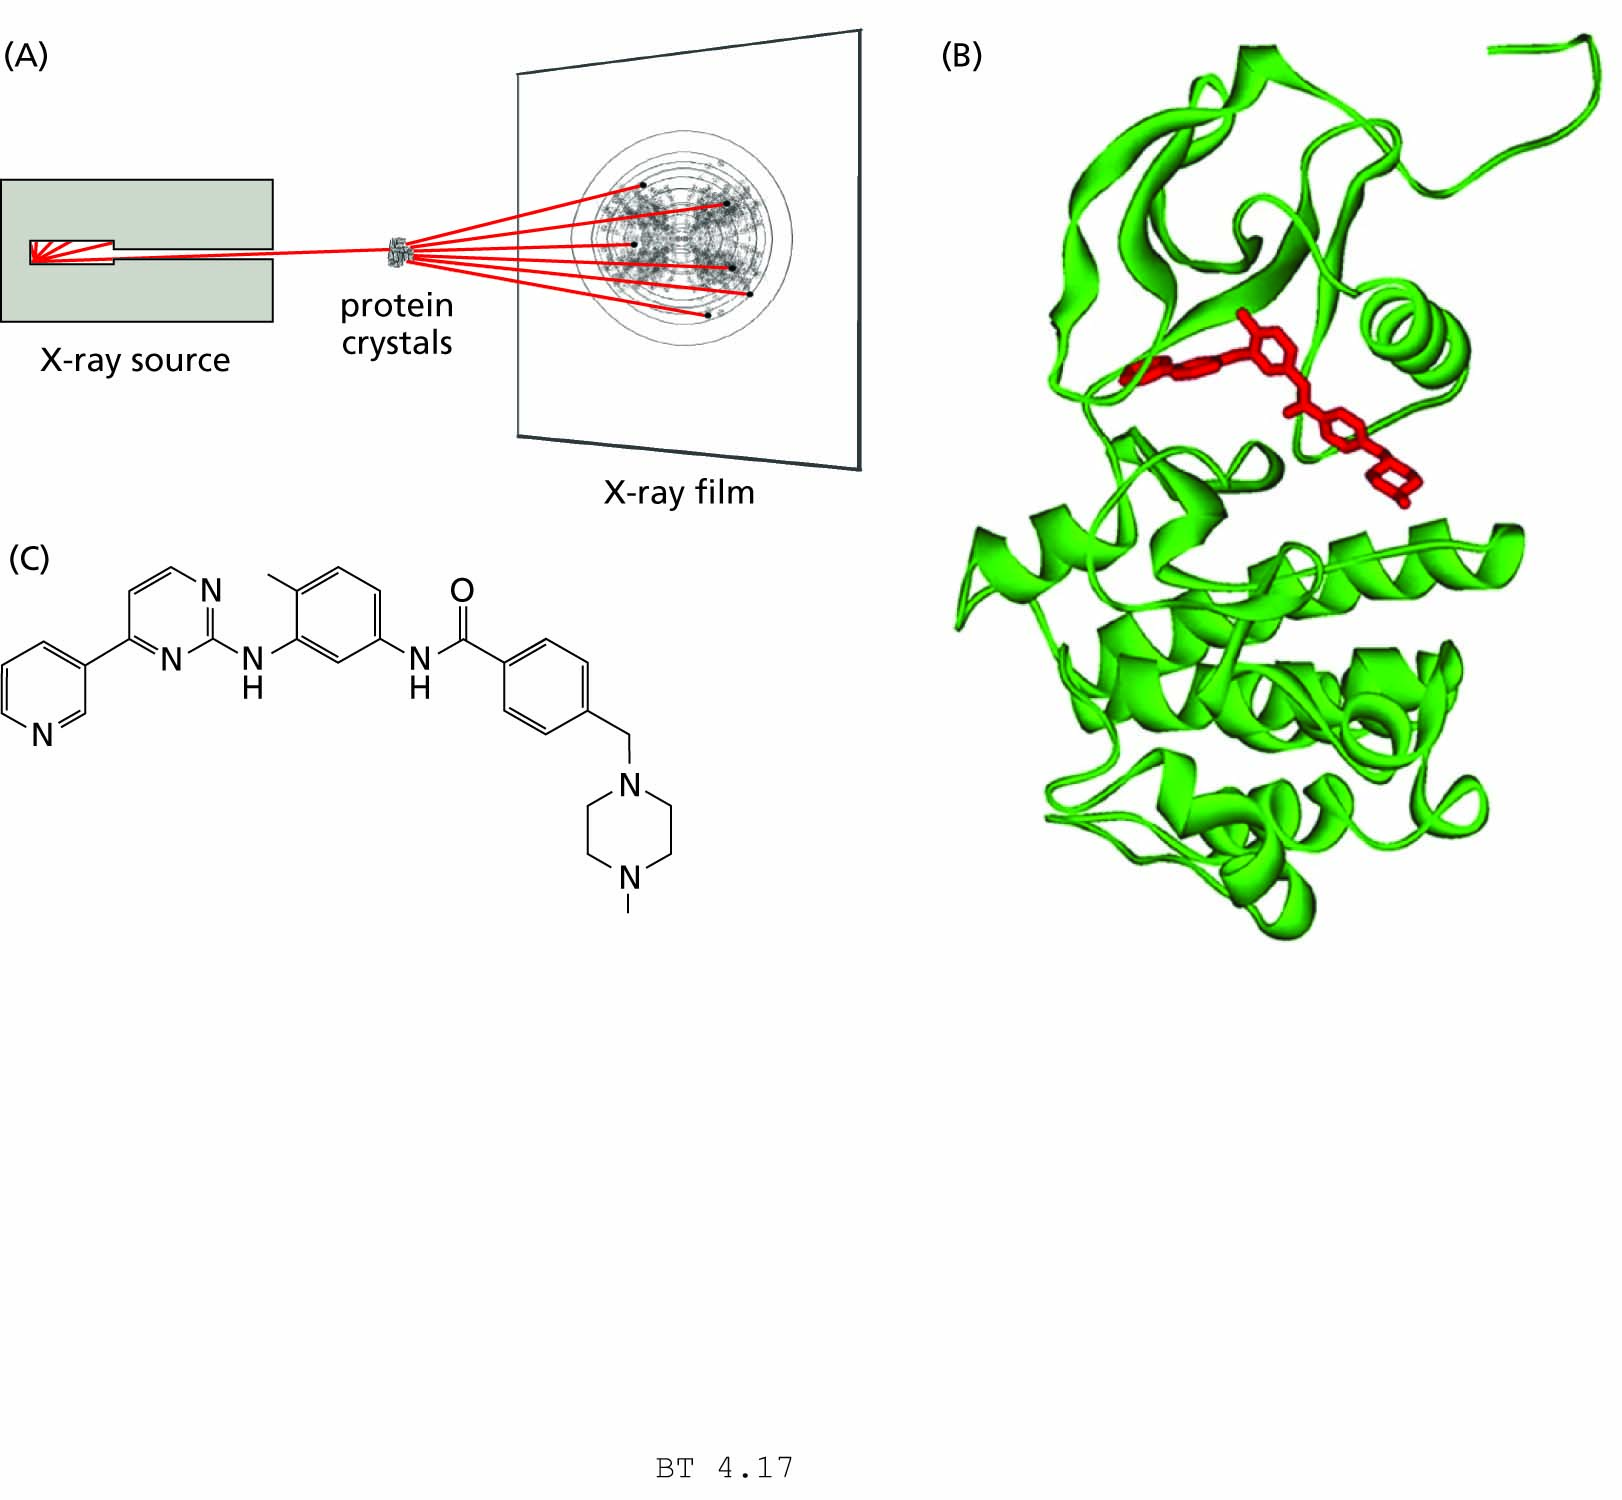 (A)
X-ray source
protein
crystals
X-ray film
(B)
(C)
N
N
N
N
H
N
H
O
N
N
BT 4.17